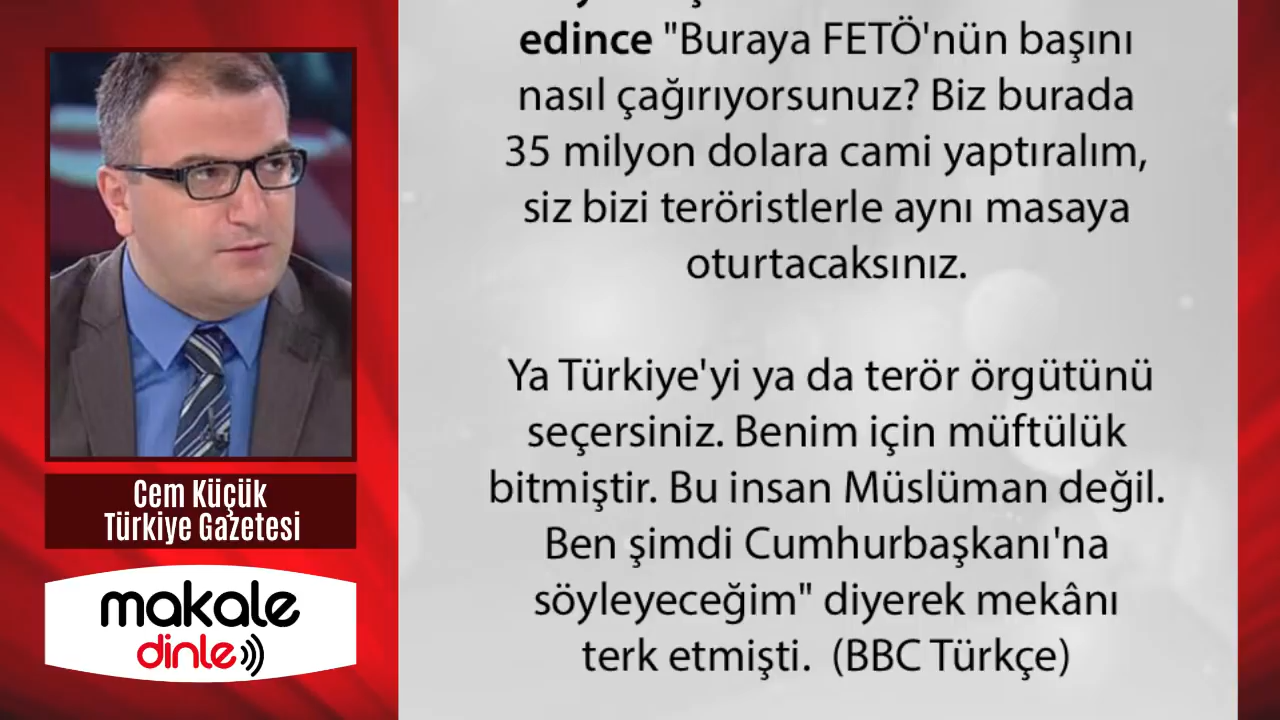 edince "Buraya FETÖ'nün başını
nasıl çağırıyorsunuz? Biz burada
35 milyon dolara cami yaptıralım,
siz bizi teröristlerle aynı masaya
oturtacaksınız.
Ya Türkiye'yi ya da terör örgütünü
seçersiniz. Benim için müftülük
bitmiştir. Bu insan Müslüman değil.
Ben şimdi Cumhurbaşkanı'na
söyleyeceğim" diyerek mekânı
terk etmişti. (BBC Türkçe)
Cem Küçük
Türkiye Gazetesi
makale
dinle